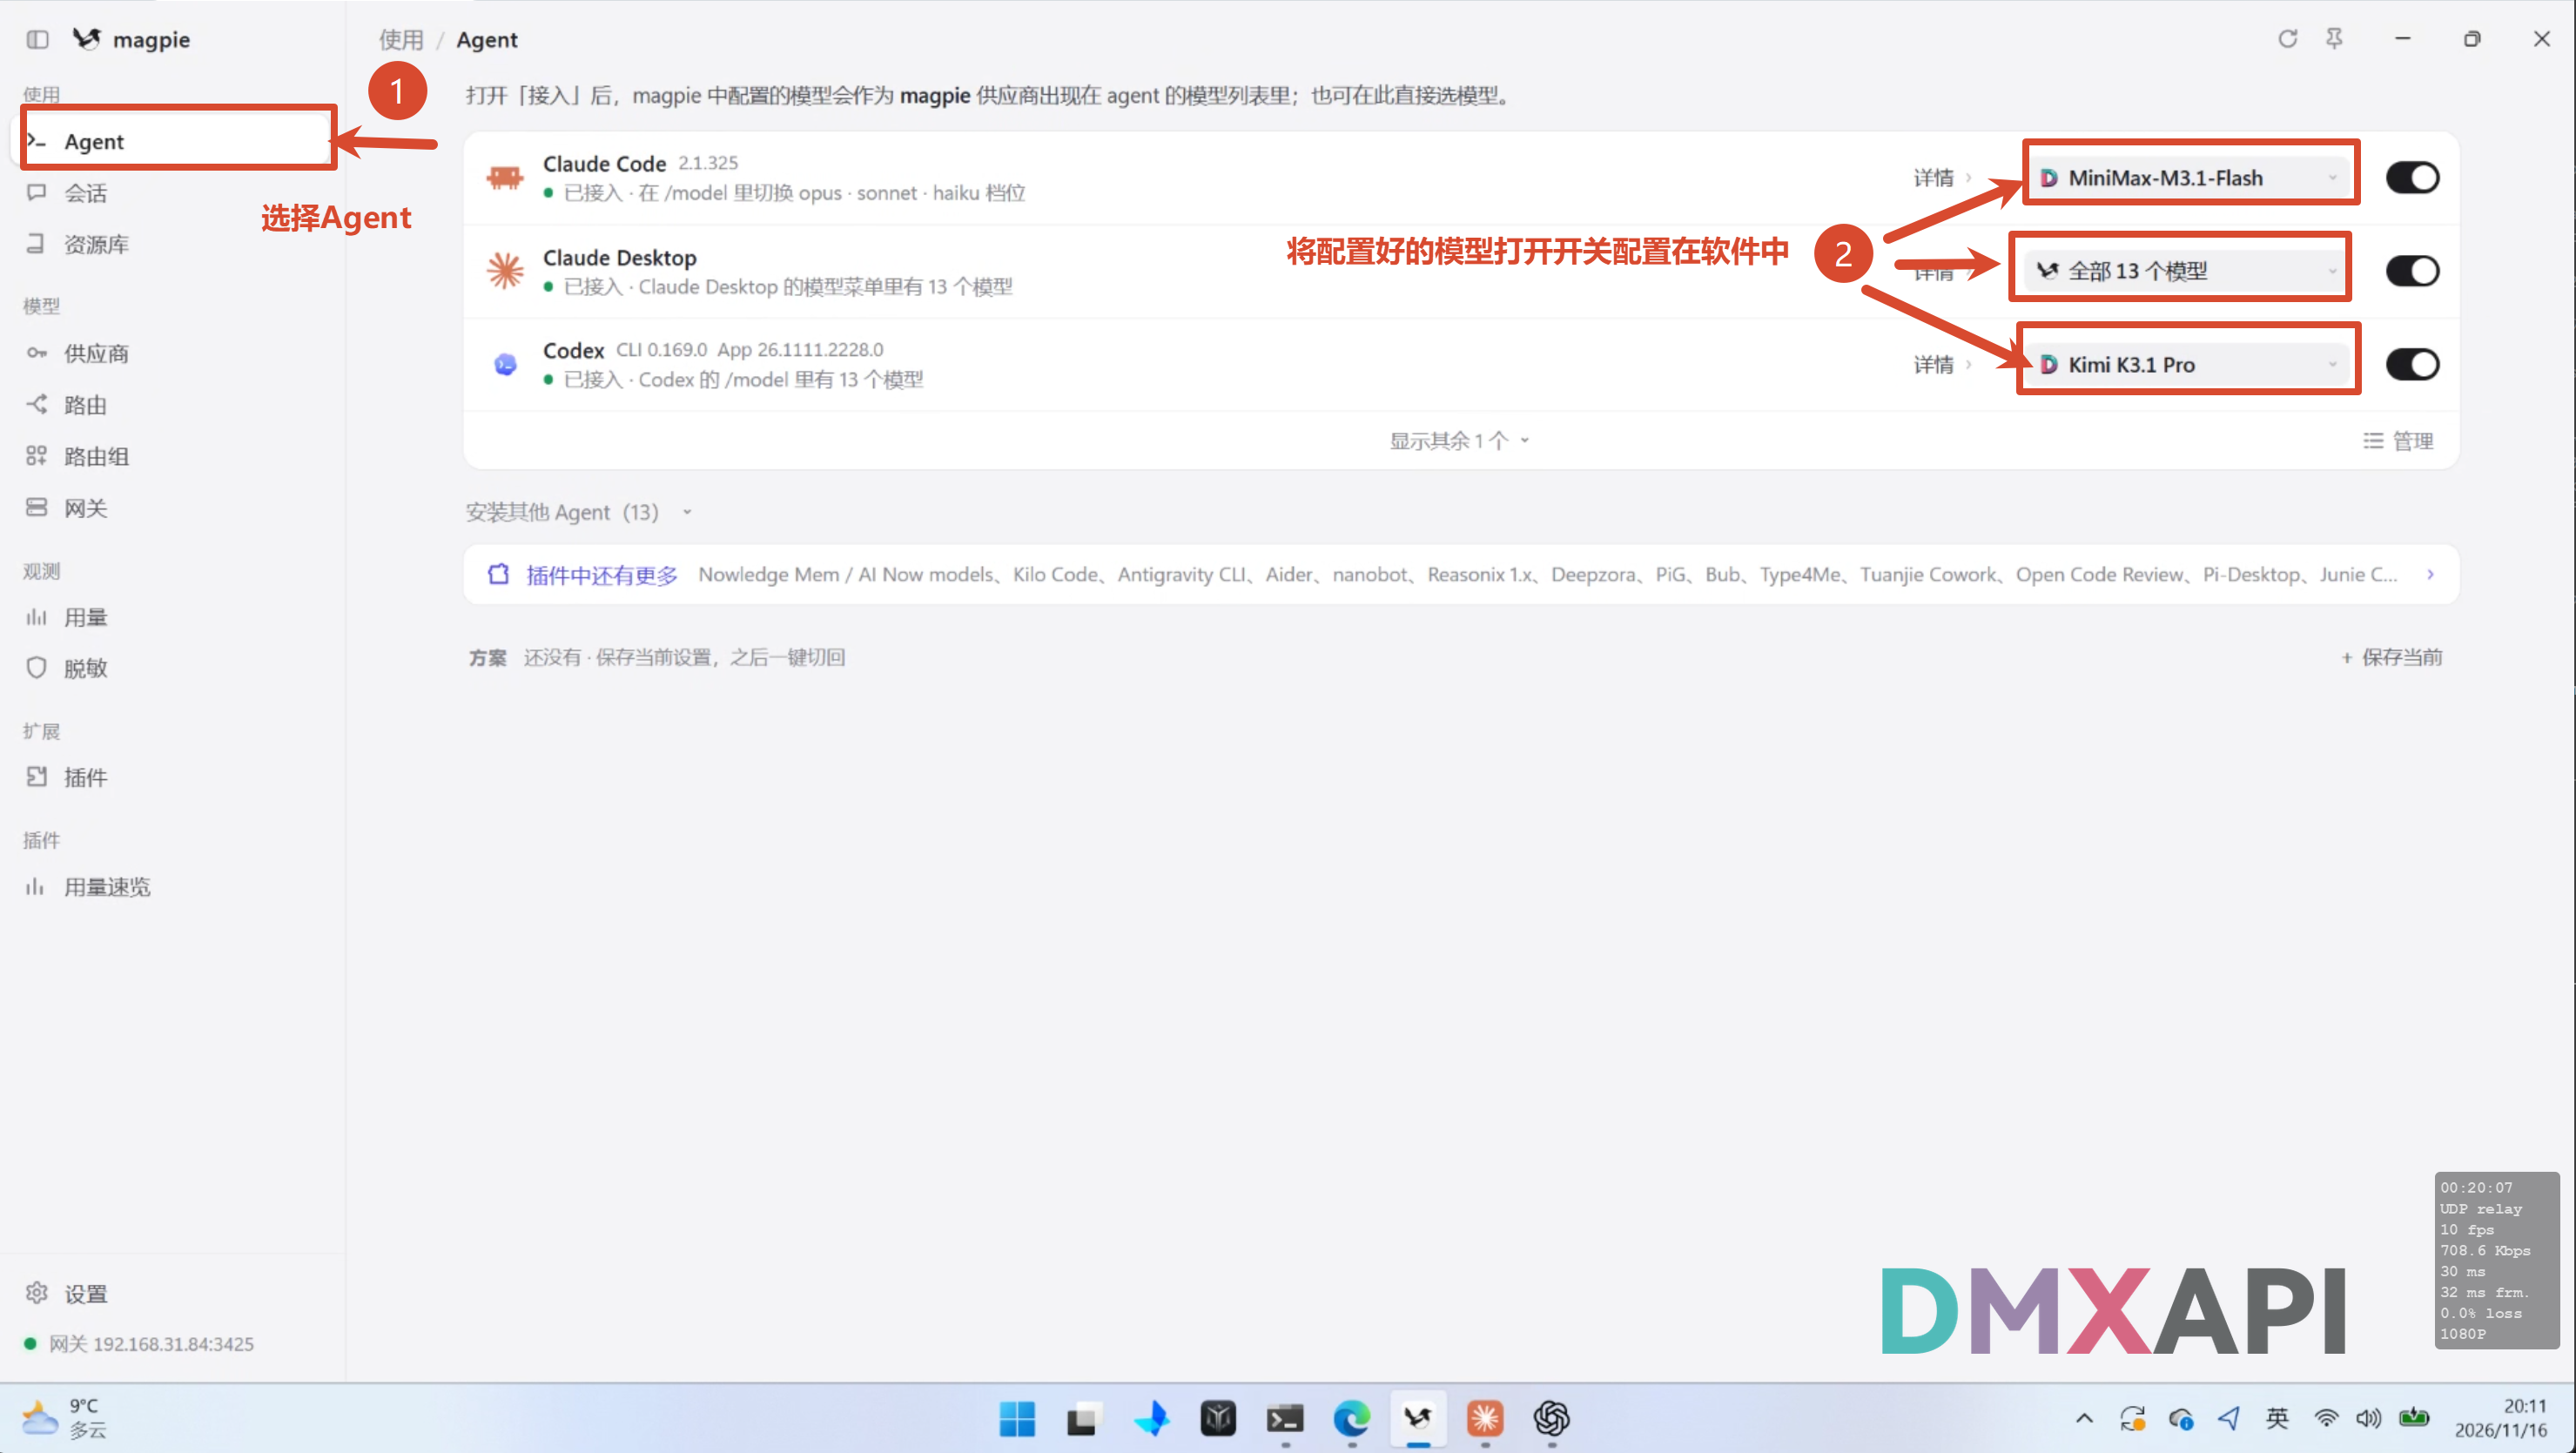 magpie
使用 / Agent
使用
1
打开「接入」后，magpie 中配置的模型会作为 magpie 供应商出现在 agent 的模型列表里；也可在此直接选模型。
Agent
会话
选择Agent
资源库
模型
供应商
路由
路由组
网关
观测
用量
脱敏
扩展
插件
插件
用量速览
设置
网关 192.168.31.84:3425
Claude Code 2.1.325
已接入 · 在 /model 里切换 opus · sonnet · haiku 档位
详情
MiniMax-M3.1-Flash
Claude Desktop
已接入 · Claude Desktop 的模型菜单里有 13 个模型
将配置好的模型打开开关配置在软件中
2
详情
全部 13 个模型
Codex CLI 0.169.0 App 26.1111.2228.0
已接入 · Codex 的 /model 里有 13 个模型
详情
Kimi K3.1 Pro
显示其余 1 个
管理
安装其他 Agent (13)
插件中还有更多 Nowledge Mem / AI Now models、Kilo Code、Antigravity CLI、Aider、nanobot、Reasonix 1.x、Deepzora、PiG、Bub、Type4Me、Tuanjie Cowork、Open Code Review、Pi-Desktop、Junie C...
方案 还没有 · 保存当前设置，之后一键切回
+ 保存当前
00:20:07
UDP relay
10 fps
708.6 Kbps
30 ms
32 ms frm.
0.0% loss
1080P
DMXAPI
9°C
多云
英
20:11
2026/11/16